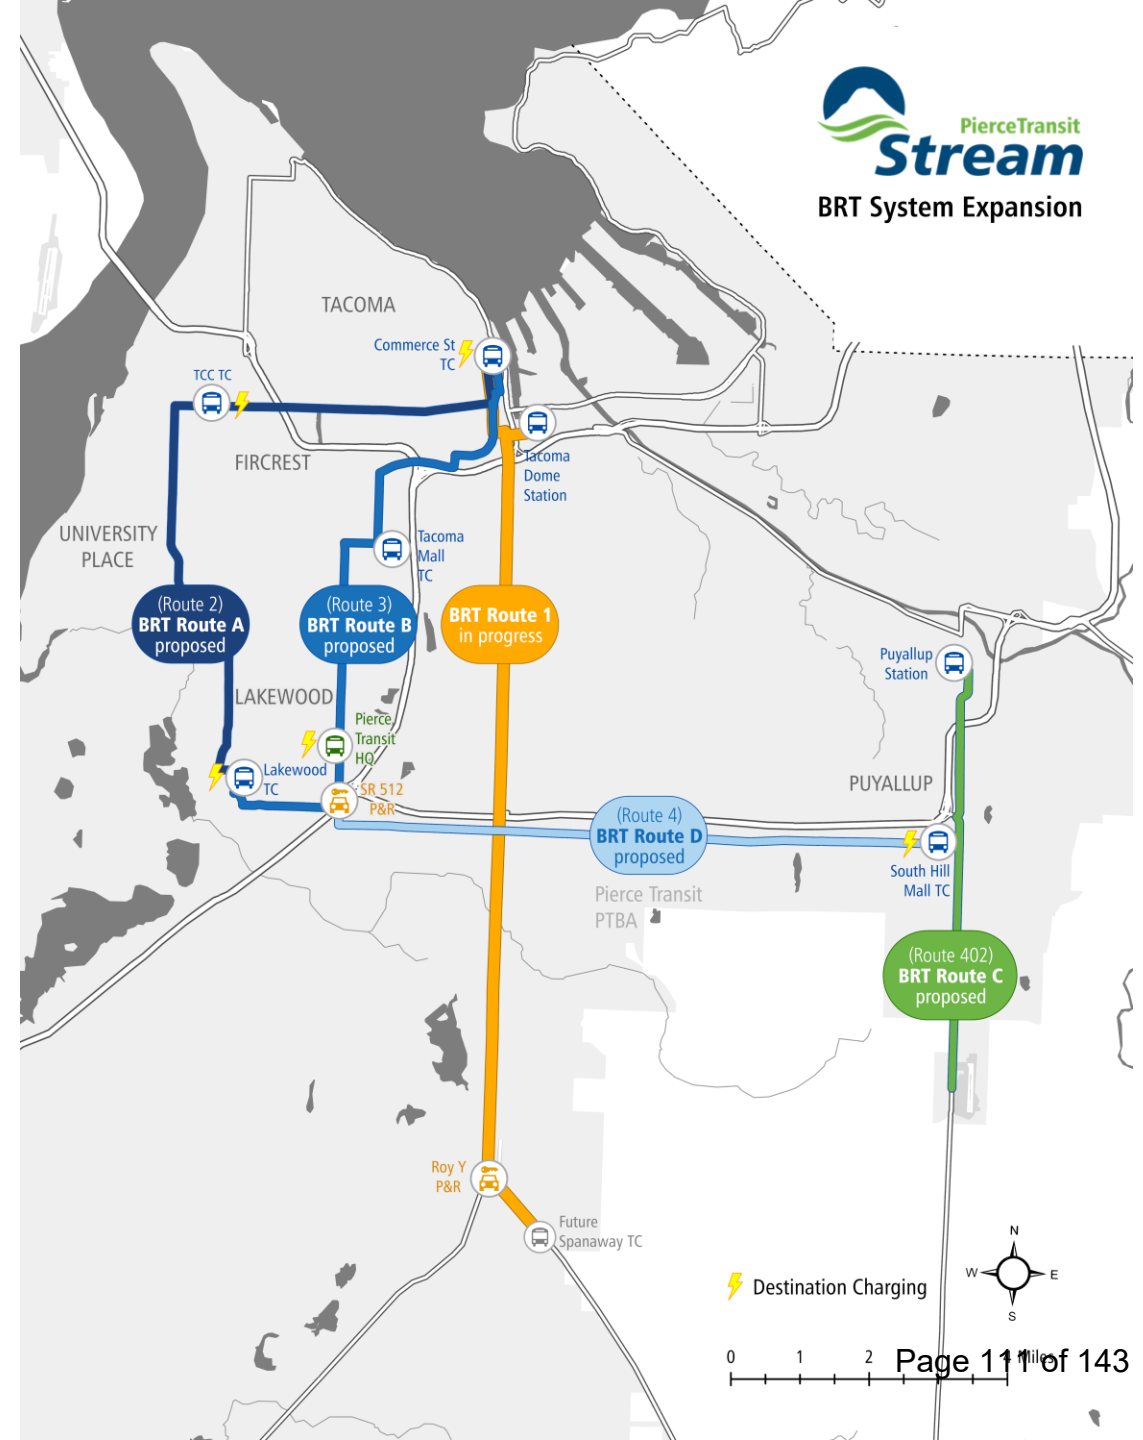 PierceTransit
Stream
BRT System Expansion
TACOMA
Commerce St
TC
TCC TC
FIRCREST
Tacoma
Dome
Station
UNIVERSITY
PLACE
Tacoma
Mall
TC
(Route 2)
BRT Route A
proposed
(Route 3)
BRT Route B
proposed
BRT Route 1
in progress
Puyallup
Station
LAKEWOOD
Pierce
Transit
HQ
Lakewood
TC
SR 512
P&R
PUYALLUP
(Route 4)
BRT Route D
proposed
South Hill
Mall TC
Pierce Transit
PTBA
(Route 402)
BRT Route C
proposed
Roy Y
P&R
Future
Spanaway TC
N
W E
S
Destination Charging
0 1 2 4 Miles
Page 111 of 143